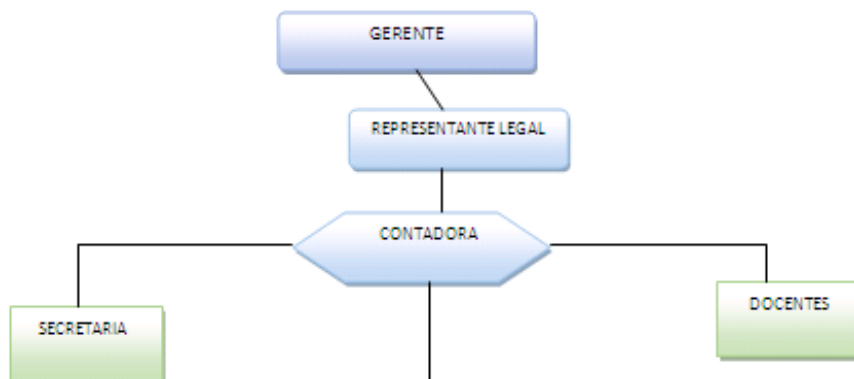 GERENTE
REPRESENTANTE LEGAL
CONTADORA
SECRETARIA
DOCENTES